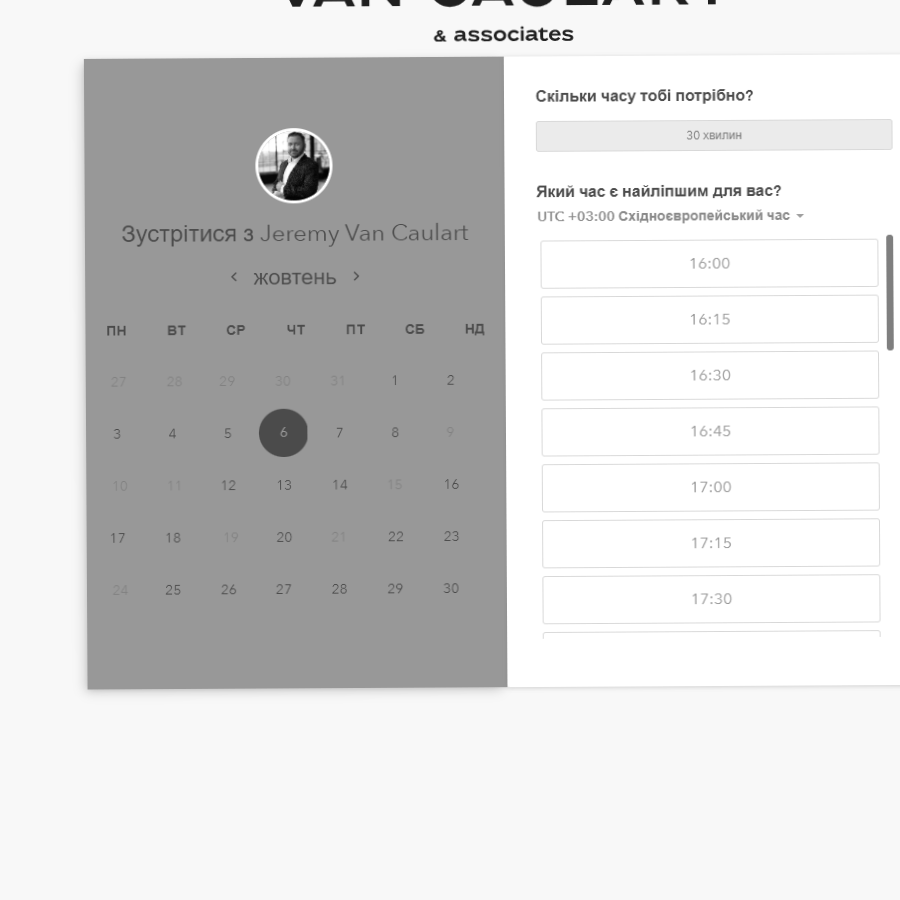 VAN CAULART
& associates
Зустрітися з Jeremy Van Caulart
жовтень
ПН ВТ СР ЧТ ПТ СБ НД
27 28 29 30 31 1 2
3 4 5 6 7 8 9
10 11 12 13 14 15 16
17 18 19 20 21 22 23
24 25 26 27 28 29 30
Скільки часу тобі потрібно?
30 хвилин
Який час є найліпшим для вас?
UTC +03:00 Східноєвропейський час
16:00
16:15
16:30
16:45
17:00
17:15
17:30